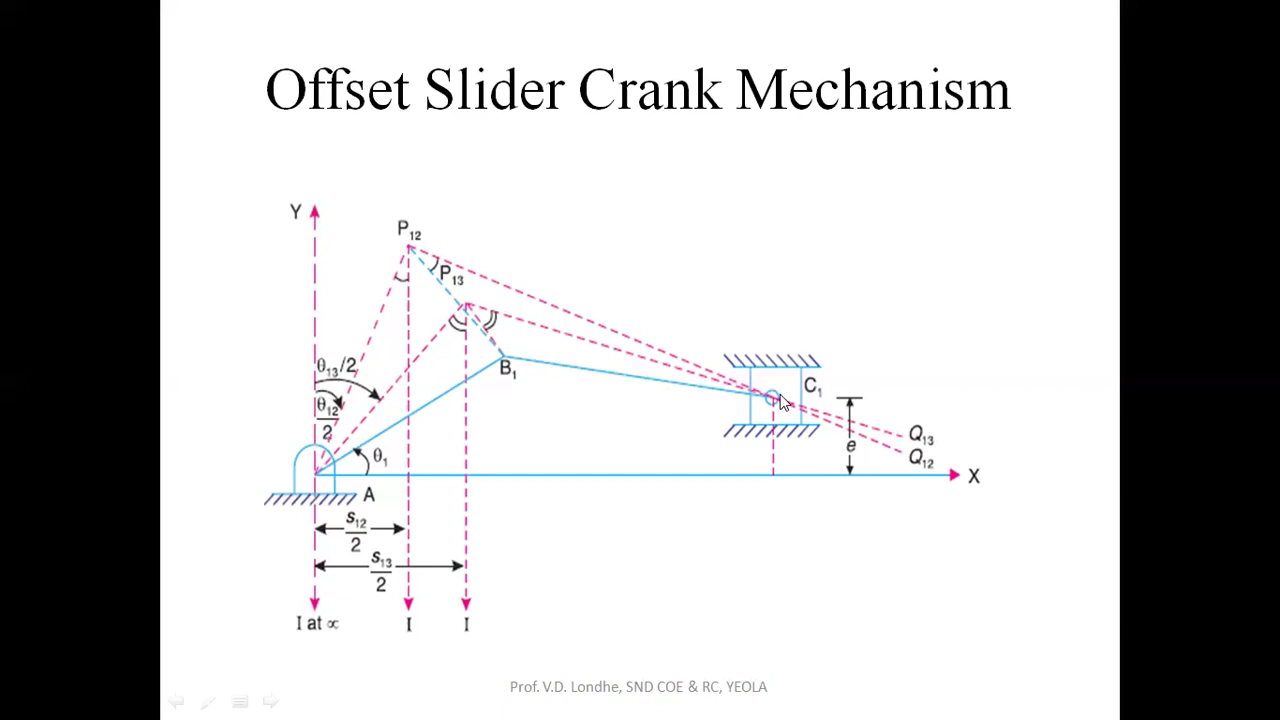 Offset Slider Crank Mechanism
Y
P12
P13
θ13/2
B1
θ12
2
C1
Q13
e
θ1
Q12
X
A
s12
2
s13
2
I at ∝
I
I
Prof. V.D. Londhe, SND COE & RC, YEOLA